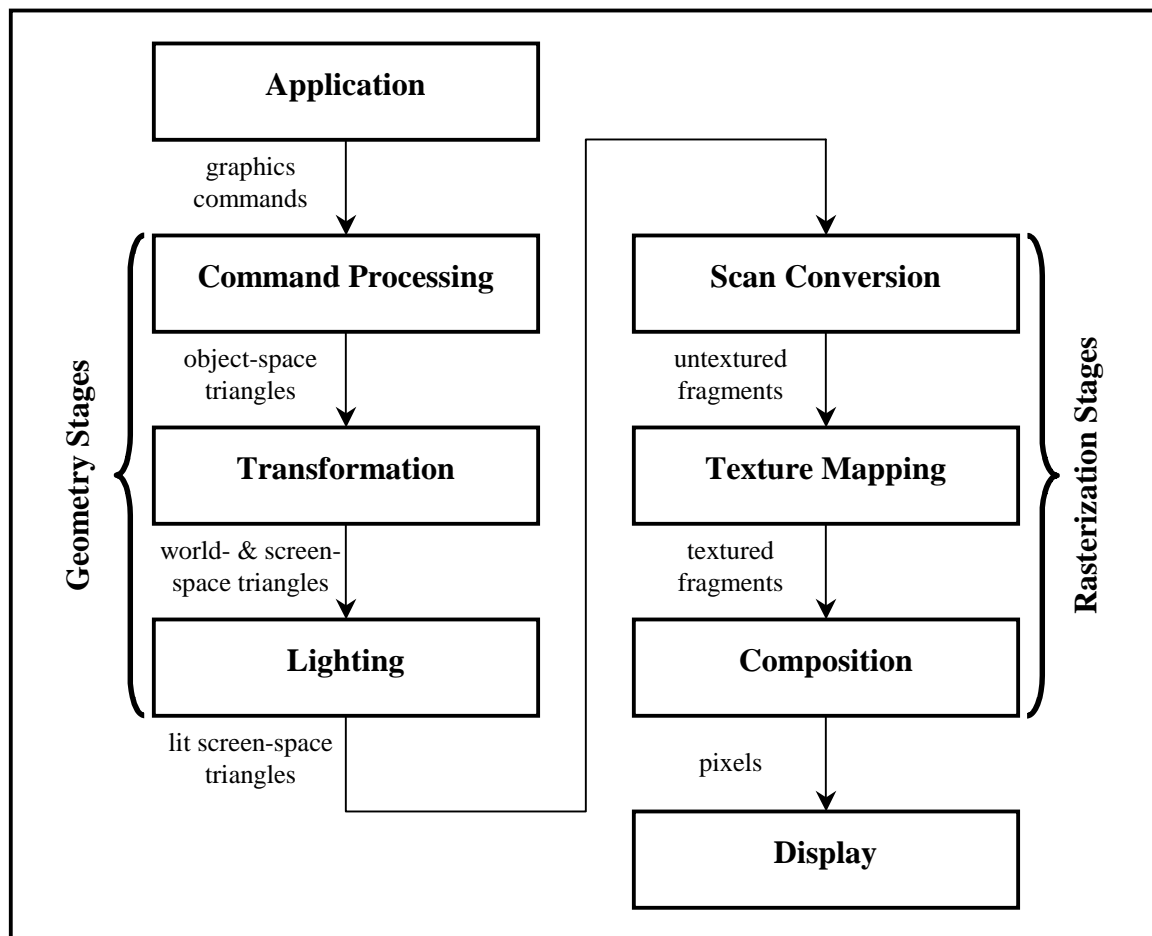 Application
graphics
commands
Geometry Stages
Command Processing
object-space
triangles
Transformation
world- & screen-
space triangles
Lighting
lit screen-space
triangles
Scan Conversion
untextured
fragments
Texture Mapping
textured
fragments
Composition
Rasterization Stages
pixels
Display